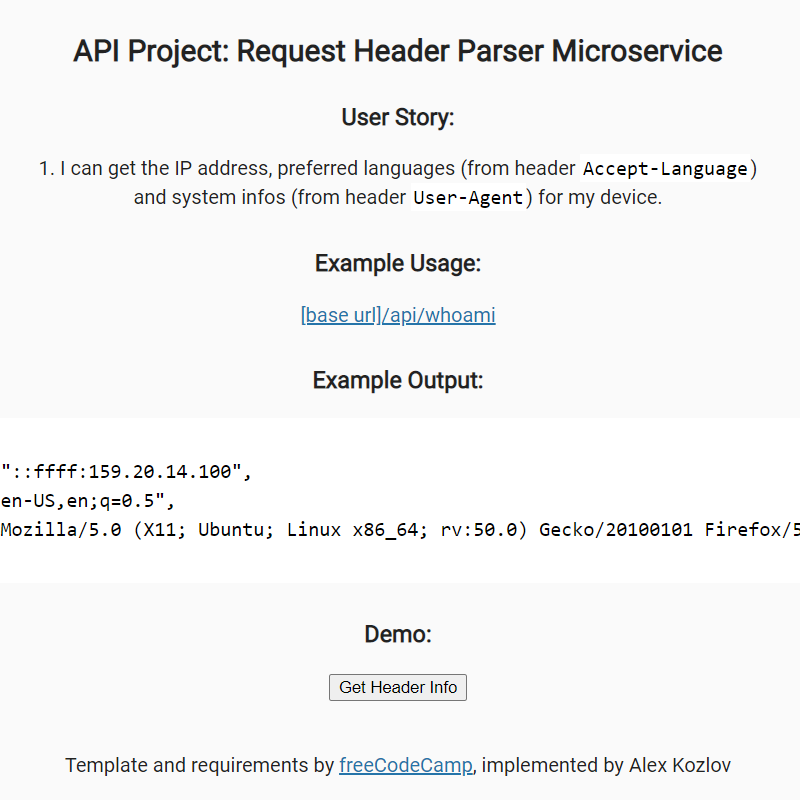 API Project: Request Header Parser Microservice
User Story:
1. I can get the IP address, preferred languages (from header Accept-Language)
and system infos (from header User-Agent) for my device.
Example Usage:
[base url]/api/whoami
Example Output:
"::ffff:159.20.14.100",
en-US,en;q=0.5",
Mozilla/5.0 (X11; Ubuntu; Linux x86_64; rv:50.0) Gecko/20100101 Firefox/5
Demo:
Get Header Info
Template and requirements by freeCodeCamp, implemented by Alex Kozlov